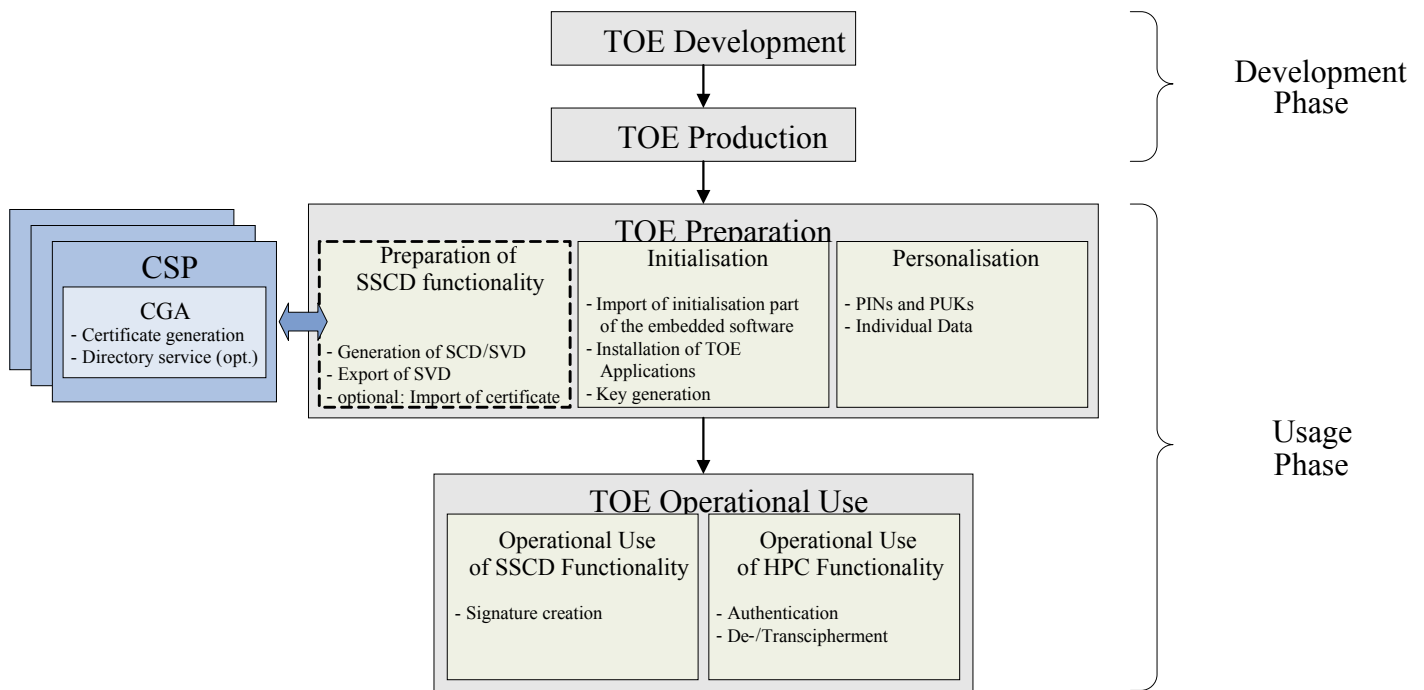 TOE Development
Development
Phase
TOE Production
TOE Preparation
CSP
CGA
- Certificate generation
- Directory service (opt.)
Preparation of
SSCD functionality
- Generation of SCD/SVD
- Export of SVD
- optional: Import of certificate
Initialisation
- Import of initialisation part
of the embedded software
- Installation of TOE
Applications
- Key generation
Personalisation
- PINs and PUKs
- Individual Data
Usage
Phase
TOE Operational Use
Operational Use
of SSCD Functionality
- Signature creation
Operational Use
of HPC Functionality
- Authentication
- De-/Transcipherment